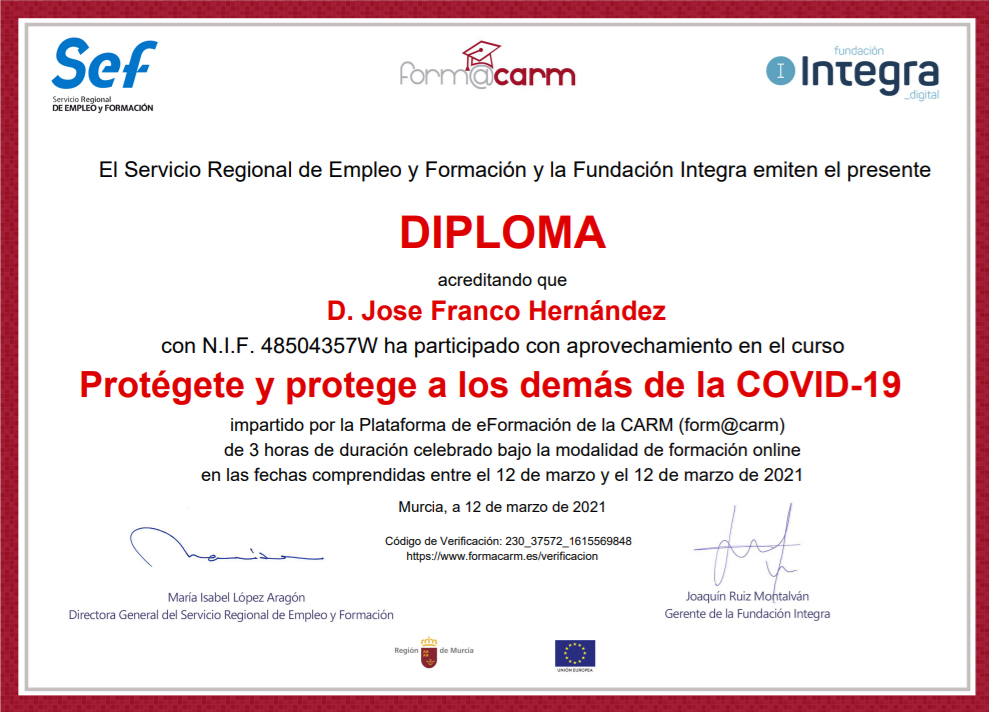 Sef
Servicio Regional
DE EMPLEO y FORMACIÓN
form@carm
fundación
Integra
_digital
El Servicio Regional de Empleo y Formación y la Fundación Integra emiten el presente
DIPLOMA
acreditando que
D. Jose Franco Hernández
con N.I.F. 48504357W ha participado con aprovechamiento en el curso
Protégete y protege a los demás de la COVID-19
impartido por la Plataforma de eFormación de la CARM (form@carm)
de 3 horas de duración celebrado bajo la modalidad de formación online
en las fechas comprendidas entre el 12 de marzo y el 12 de marzo de 2021
Murcia, a 12 de marzo de 2021
Código de Verificación: 230_37572_1615569848
https://www.formacarm.es/verificacion
María Isabel López Aragón
Directora General del Servicio Regional de Empleo y Formación
Joaquín Ruiz Montalván
Gerente de la Fundación Integra
Región de Murcia
UNIÓN EUROPEA